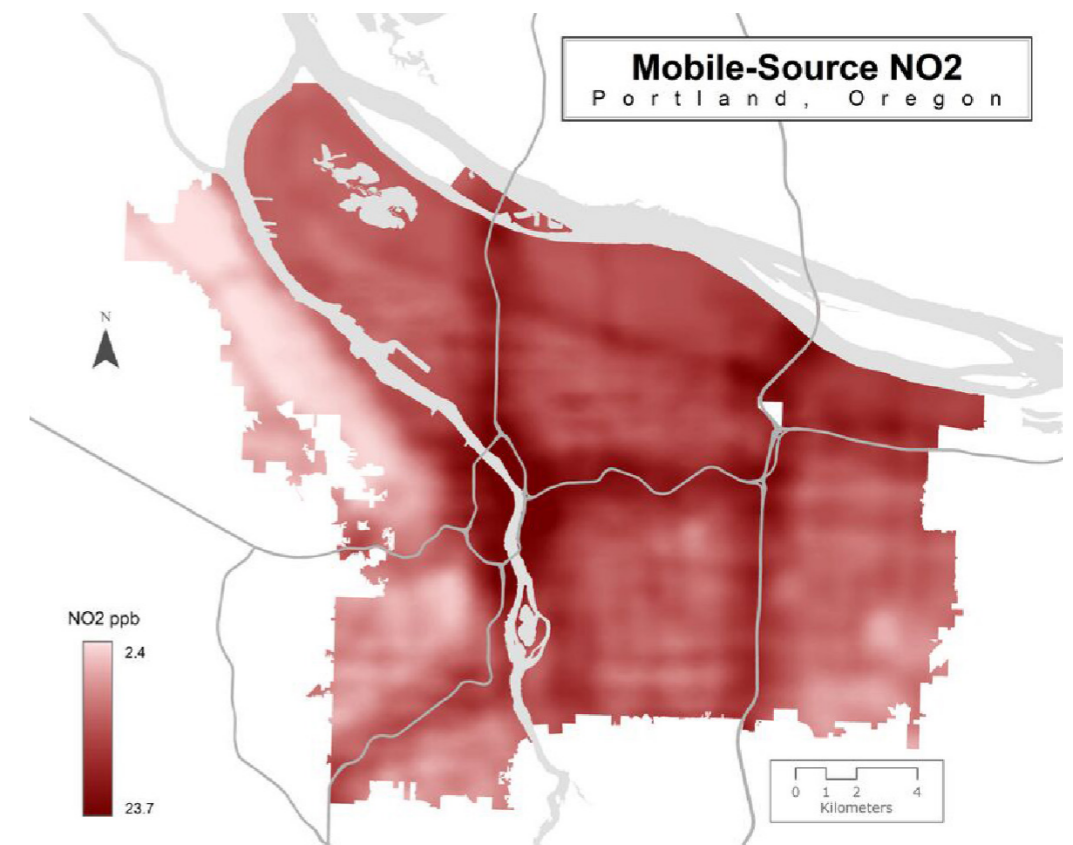 Mobile-Source NO2
Portland, Oregon
N
NO2 ppb
2.4
23.7
0 1 2 4
Kilometers